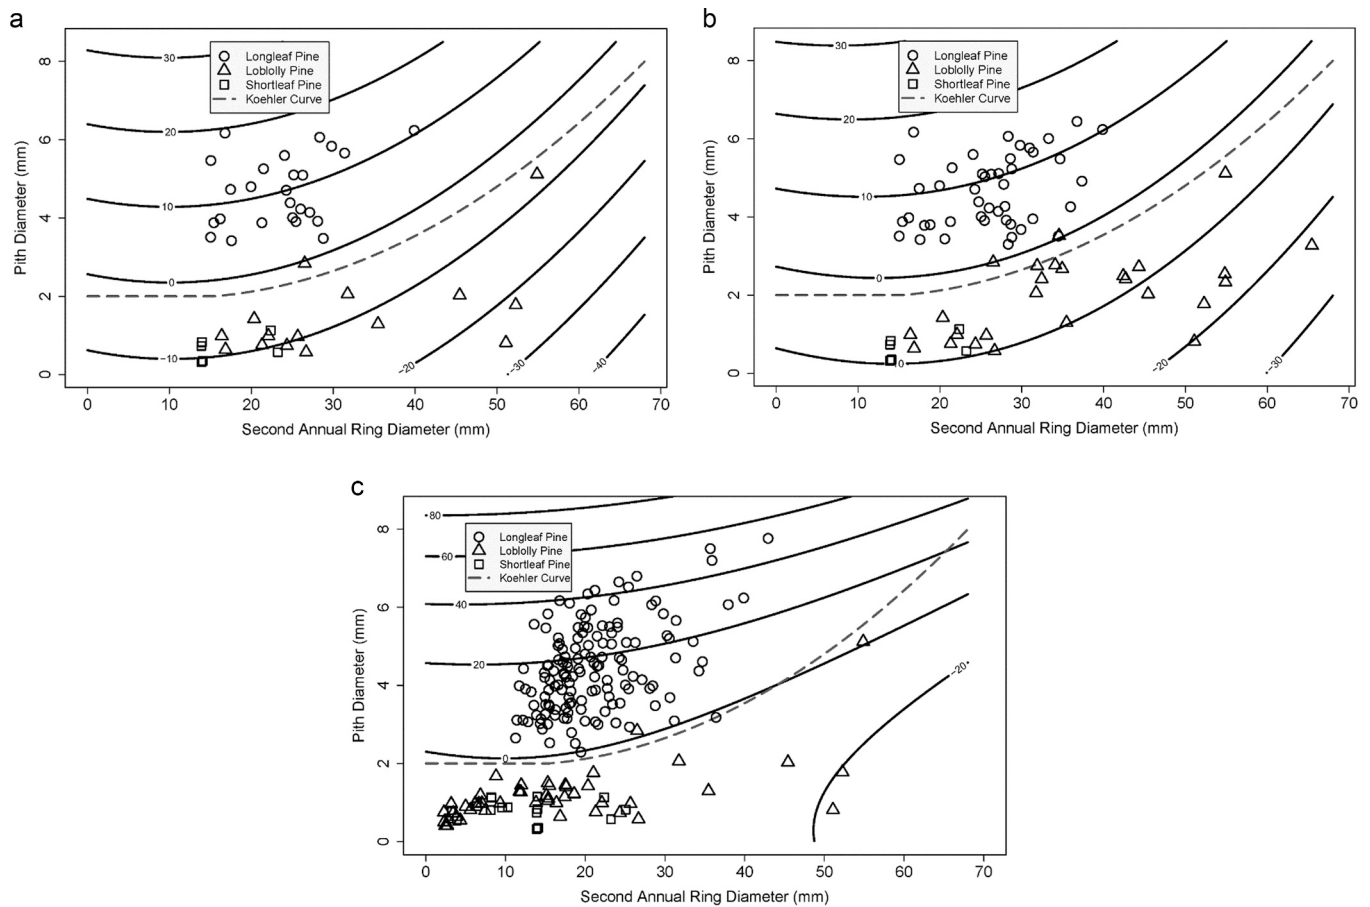 a
Pith Diameter (mm)
8
6
4
2
0
Longleaf Pine
Loblolly Pine
Shortleaf Pine
Koehler Curve
30
20
10
0
−10
−20
−30
−40
0 10 20 30 40 50 60 70
Second Annual Ring Diameter (mm)
b
Pith Diameter (mm)
8
6
4
2
0
Longleaf Pine
Loblolly Pine
Shortleaf Pine
Koehler Curve
30
20
10
0
−20
−30
0 10 20 30 40 50 60 70
Second Annual Ring Diameter (mm)
c
Pith Diameter (mm)
8
6
4
2
0
Longleaf Pine
Loblolly Pine
Shortleaf Pine
Koehler Curve
80
60
40
20
0
−20
0 10 20 30 40 50 60 70
Second Annual Ring Diameter (mm)